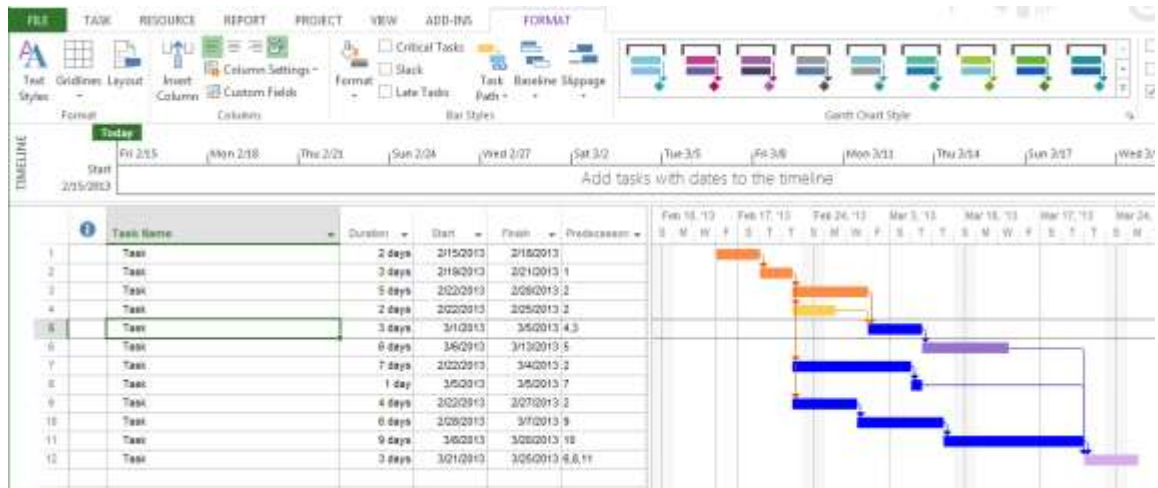 FILE TASK RESOURCE REPORT PROJECT VIEW ADD-INS FORMAT
Text Styles Gridlines Layout Insert Column Column Settings Custom Fields Format Critical Tasks Slack Late Tasks Task Path Baseline Slippage
Format Columns Bar Styles Gantt Chart Style
TIMELINE
Today
Fri 2/15 Mon 2/18 Thu 2/21 Sun 2/24 Wed 2/27 Sat 3/2 Tue 3/5 Fri 3/8 Mon 3/11 Thu 3/14 Sun 3/17 Wed 3/
Start
2/15/2013
Add tasks with dates to the timeline
Feb 10, '13 Feb 17, '13 Feb 24, '13 Mar 3, '13 Mar 10, '13 Mar 17, '13 Mar 24,
Task Name Duration Start Finish Predecessors
S M W F S T T S M W F S T T S M W F S T T S M
1 Task 2 days 2/15/2013 2/18/2013
2 Task 3 days 2/19/2013 2/21/2013 1
3 Task 5 days 2/22/2013 2/28/2013 2
4 Task 2 days 2/22/2013 2/25/2013 2
5 Task 3 days 3/1/2013 3/5/2013 4,3
6 Task 6 days 3/6/2013 3/13/2013 5
7 Task 7 days 2/22/2013 3/4/2013 2
8 Task 1 day 3/5/2013 3/5/2013 7
9 Task 4 days 2/22/2013 2/27/2013 2
10 Task 6 days 2/28/2013 3/7/2013 9
11 Task 9 days 3/20/2013 10
12 Task 3 days 3/21/2013 3/25/2013 6,8,11